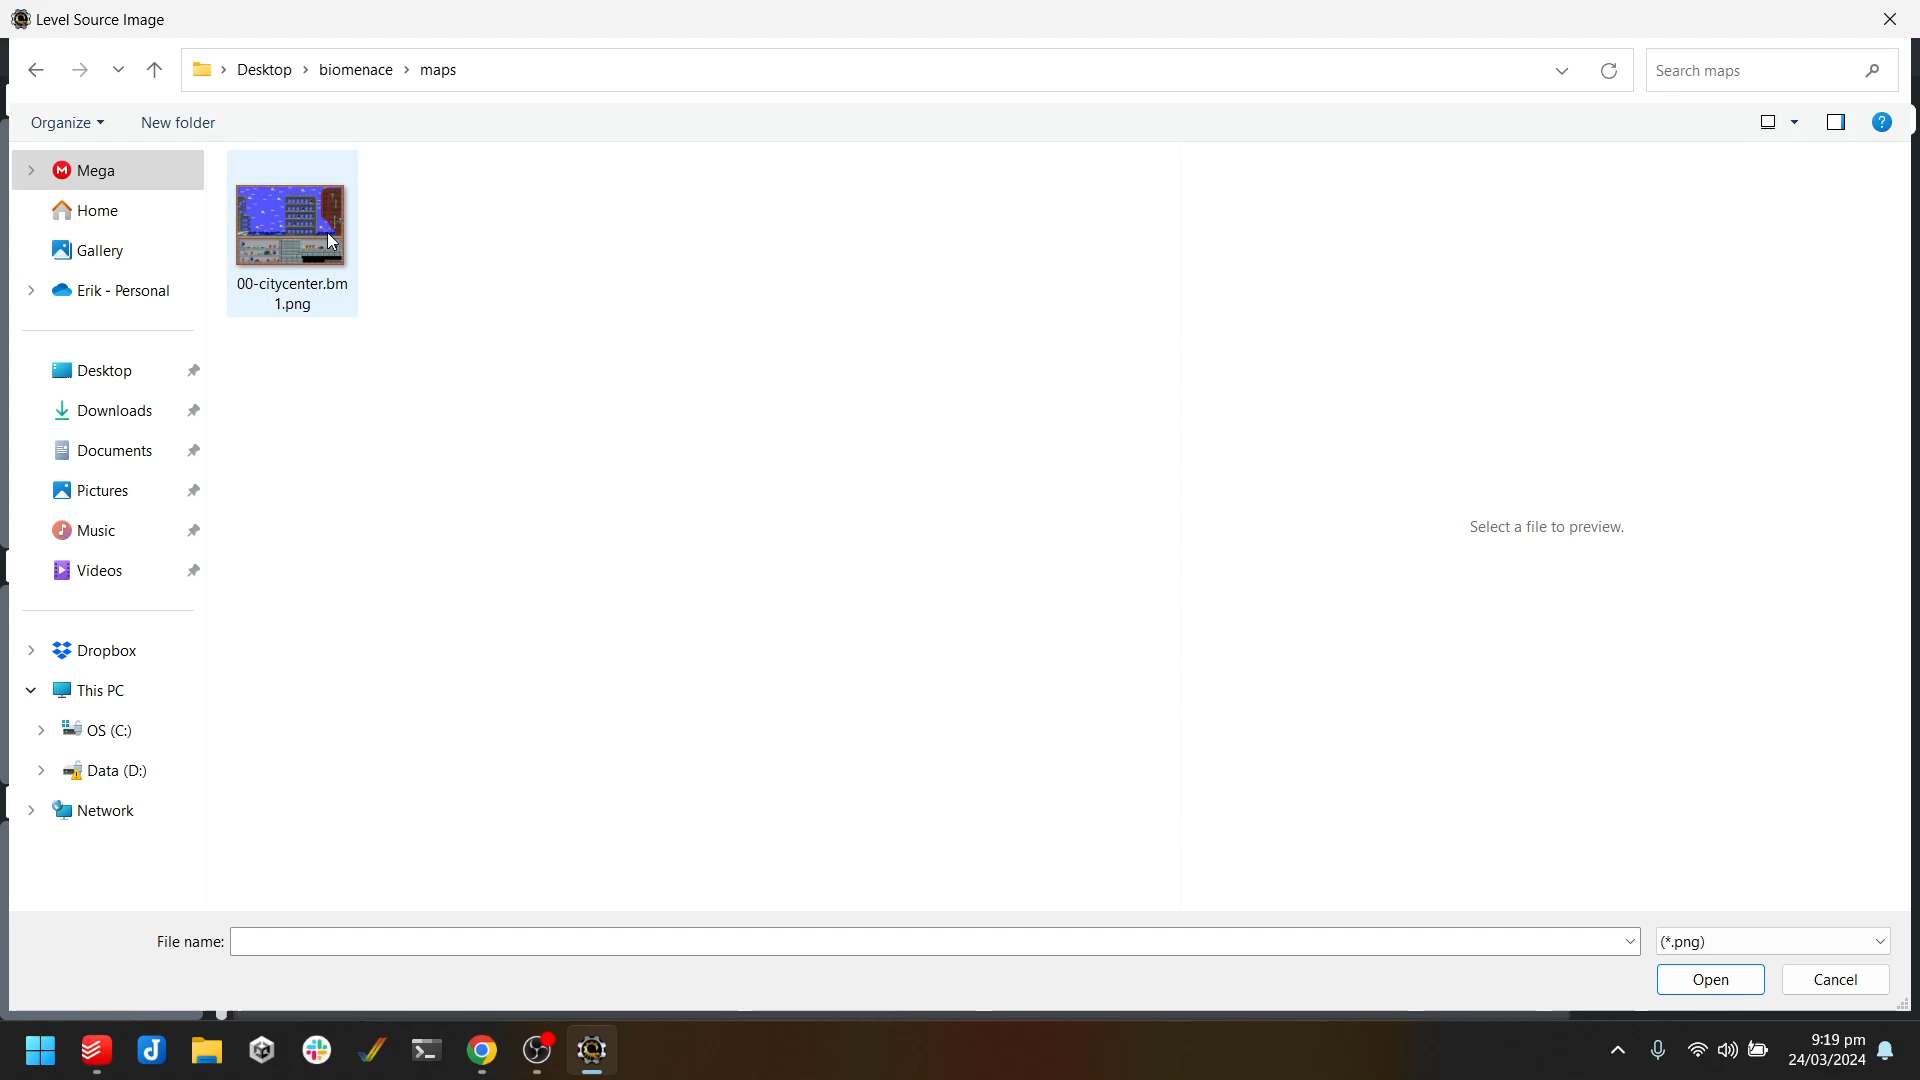 Level Source Image
Desktop > biomenace > maps
Search maps
Organize
New folder
Mega
Home
Gallery
Erik - Personal
Desktop
Downloads
Documents
Pictures
Music
Videos
Dropbox
This PC
OS (C:)
Data (D:)
Network
00-citycenter.bm
1.png
Select a file to preview.
File name:
(*.png)
Open
Cancel
9:19 pm
24/03/2024